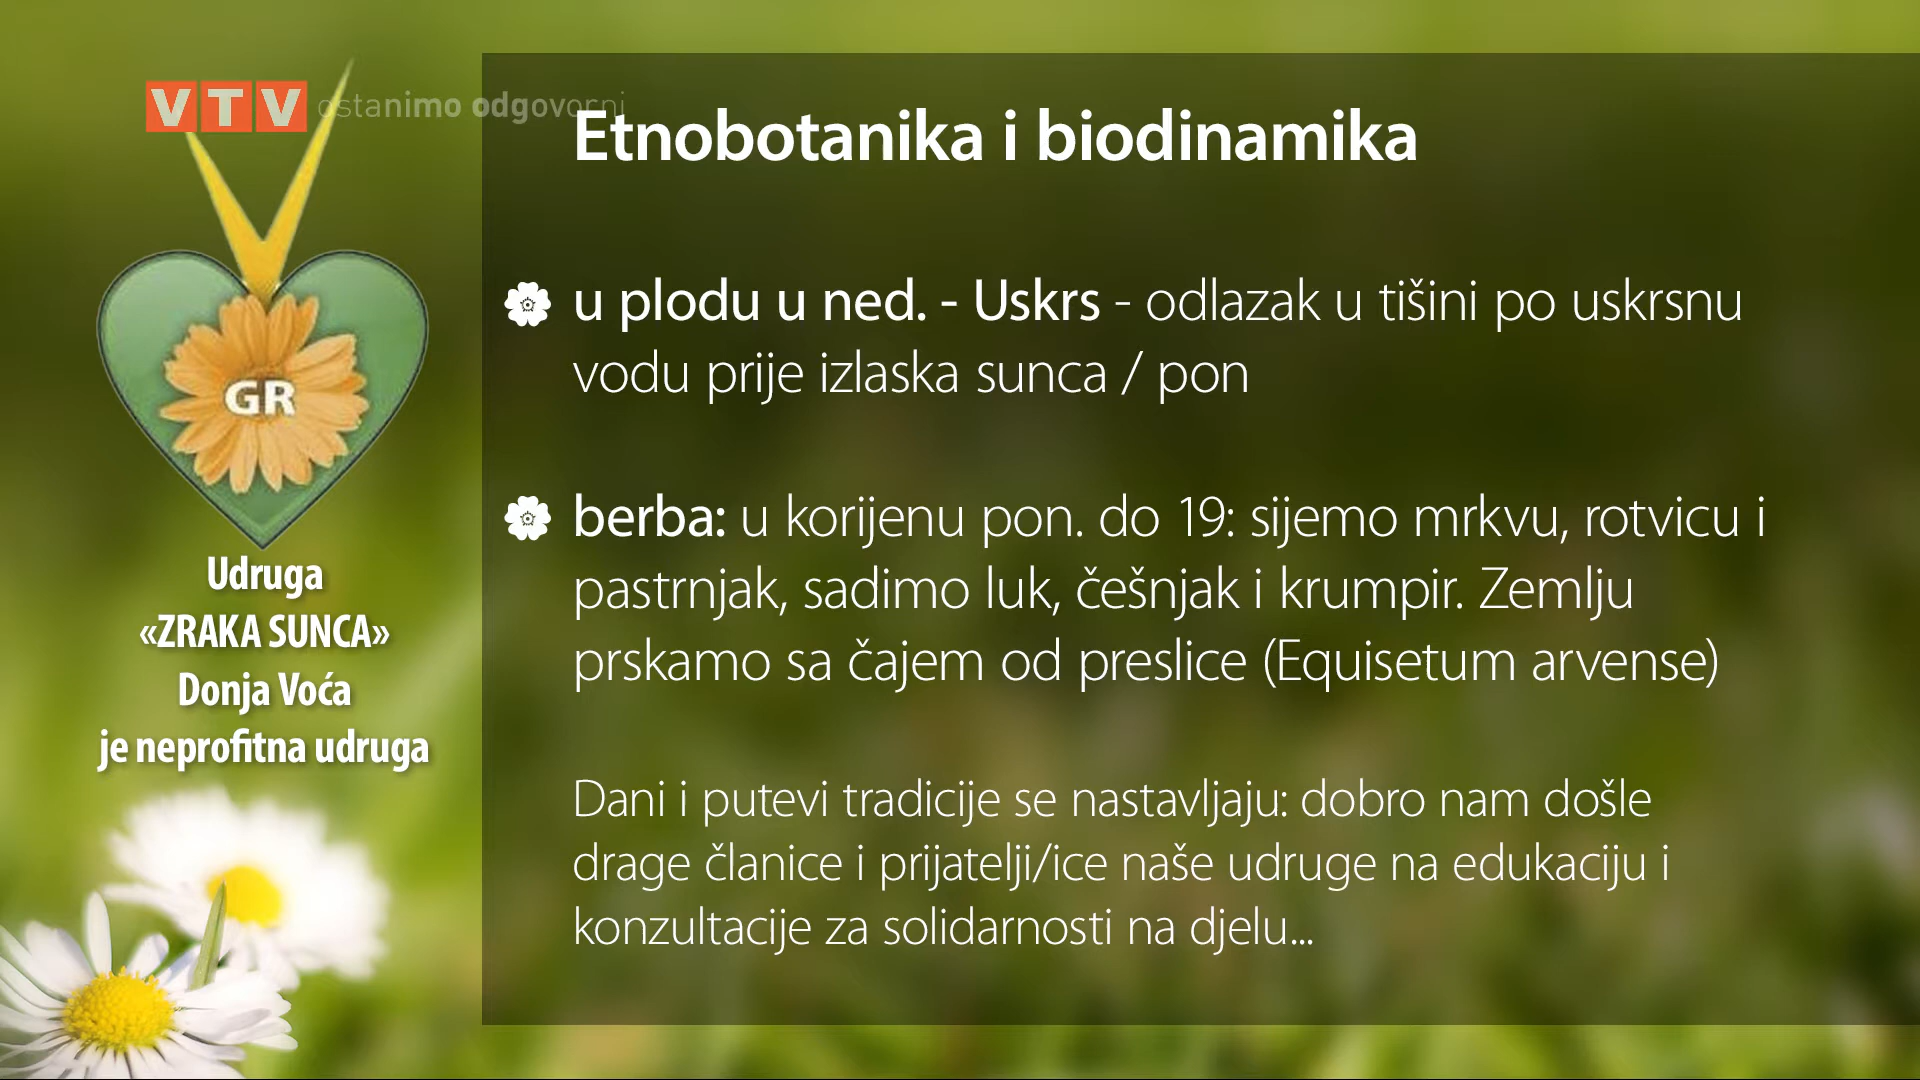 VTV ostanimo odgovorni
Etnobotanika i biodinamika
u plodu u ned. - Uskrs - odlazak u tišini po uskrsnu
vodu prije izlaska sunca / pon
berba: u korijenu pon. do 19: sijemo mrkvu, rotvicu i
pastrnjak, sadimo luk, češnjak i krumpir. Zemlju
prskamo sa čajem od preslice (Equisetum arvense)
Dani i putevi tradicije se nastavljaju: dobro nam došle
drage članice i prijatelji/ice naše udruge na edukaciju i
konzultacije za solidarnosti na djelu...
GR
Udruga
«ZRAKA SUNCA»
Donja Voća
je neprofitna udruga